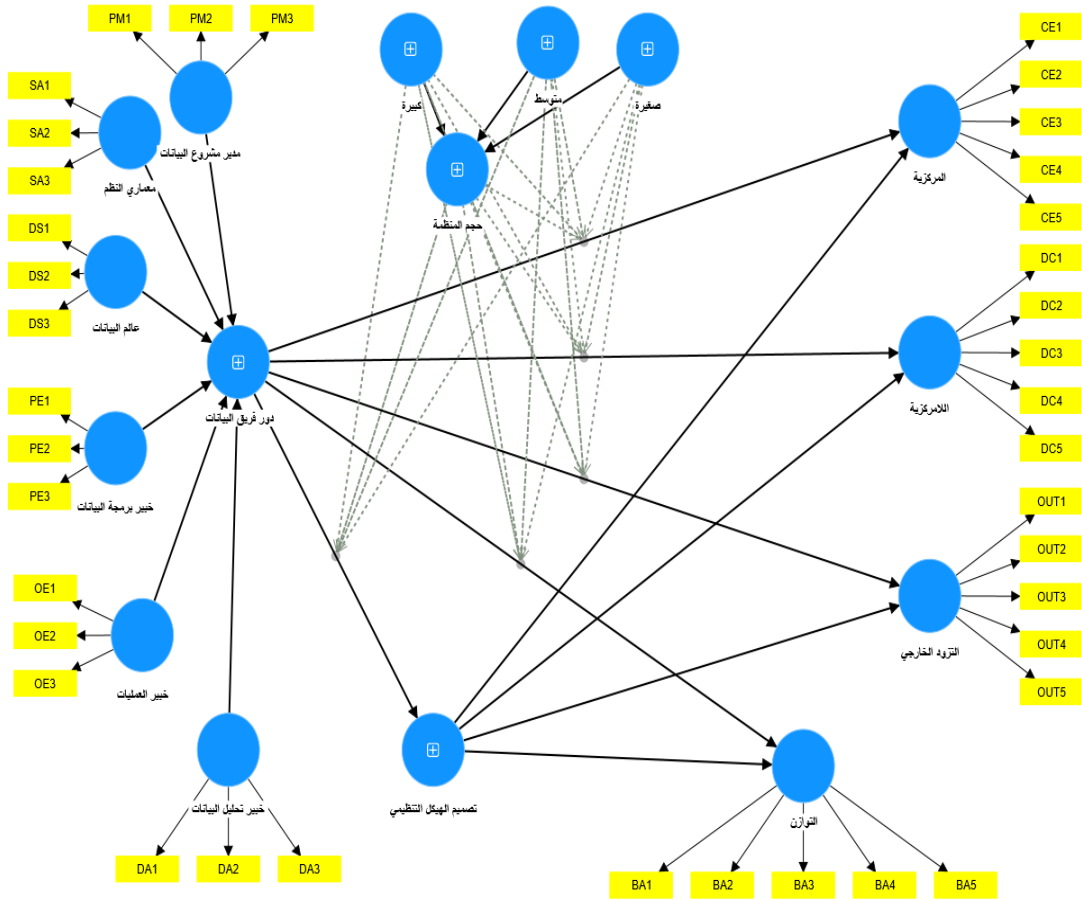 PM1
PM2
PM3
SA1
SA2
SA3
مدير مشروع البيانات
معماري النظم
كبيرة
متوسط
صغيرة
حجم المنظمة
CE1
CE2
CE3
CE4
CE5
المركزية
DS1
DS2
DS3
عالم البيانات
دور فريق البيانات
DC1
DC2
DC3
DC4
DC5
اللامركزية
PE1
PE2
PE3
خبير برمجة البيانات
OUT1
OUT2
OUT3
OUT4
OUT5
التزود الخارجي
OE1
OE2
OE3
خبير العمليات
خبير تحليل البيانات
DA1
DA2
DA3
تصميم الهيكل التنظيمي
التوازن
BA1
BA2
BA3
BA4
BA5